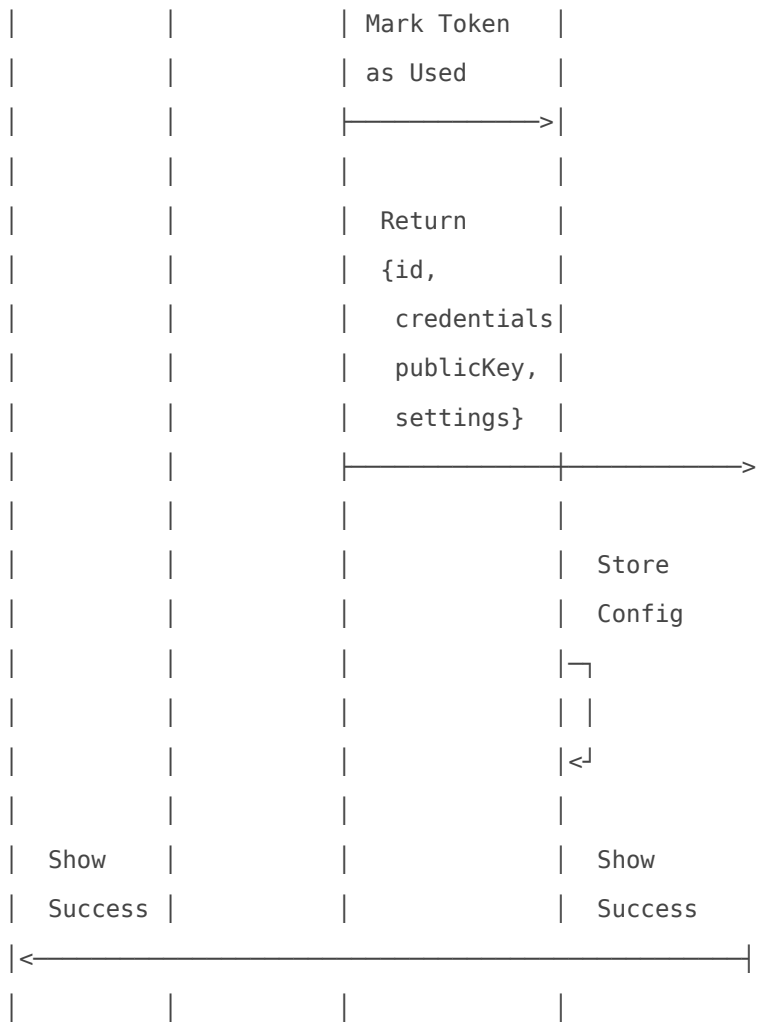 Mark Token
as Used
Return
{id,
credentials
publicKey,
settings}
Store
Config
Show Show
Success Success